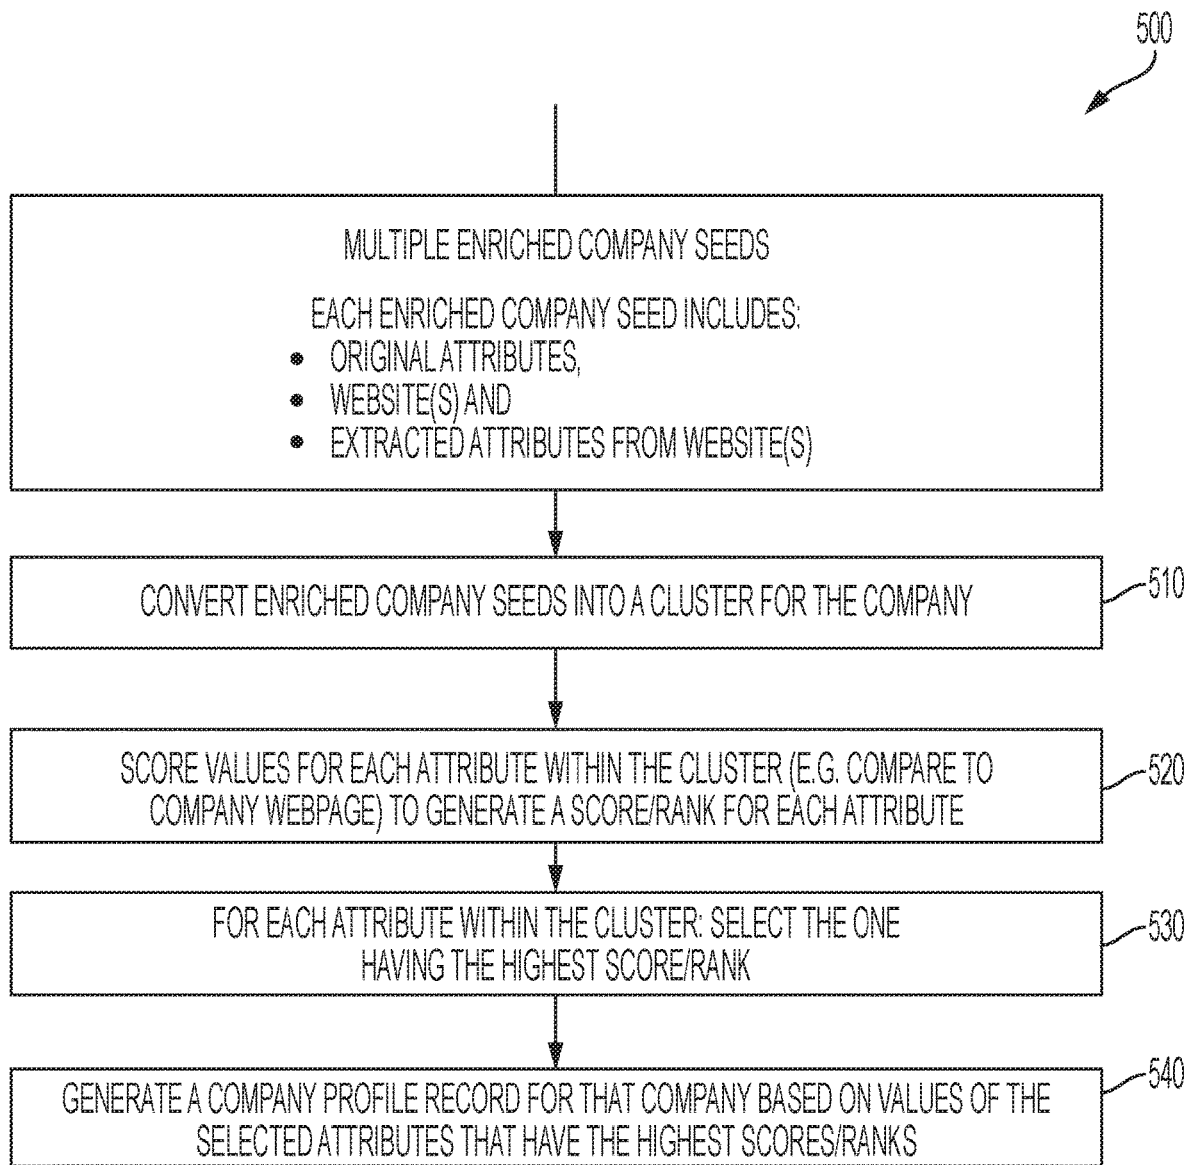 500
MULTIPLE ENRICHED COMPANY SEEDS
EACH ENRICHED COMPANY SEED INCLUDES:
• ORIGINAL ATTRIBUTES,
• WEBSITE(S) AND
• EXTRACTED ATTRIBUTES FROM WEBSITE(S)
CONVERT ENRICHED COMPANY SEEDS INTO A CLUSTER FOR THE COMPANY
510
SCORE VALUES FOR EACH ATTRIBUTE WITHIN THE CLUSTER (E.G. COMPARE TO
COMPANY WEBPAGE) TO GENERATE A SCORE/RANK FOR EACH ATTRIBUTE
520
FOR EACH ATTRIBUTE WITHIN THE CLUSTER: SELECT THE ONE
HAVING THE HIGHEST SCORE/RANK
530
GENERATE A COMPANY PROFILE RECORD FOR THAT COMPANY BASED ON VALUES OF THE
SELECTED ATTRIBUTES THAT HAVE THE HIGHEST SCORES/RANKS
540